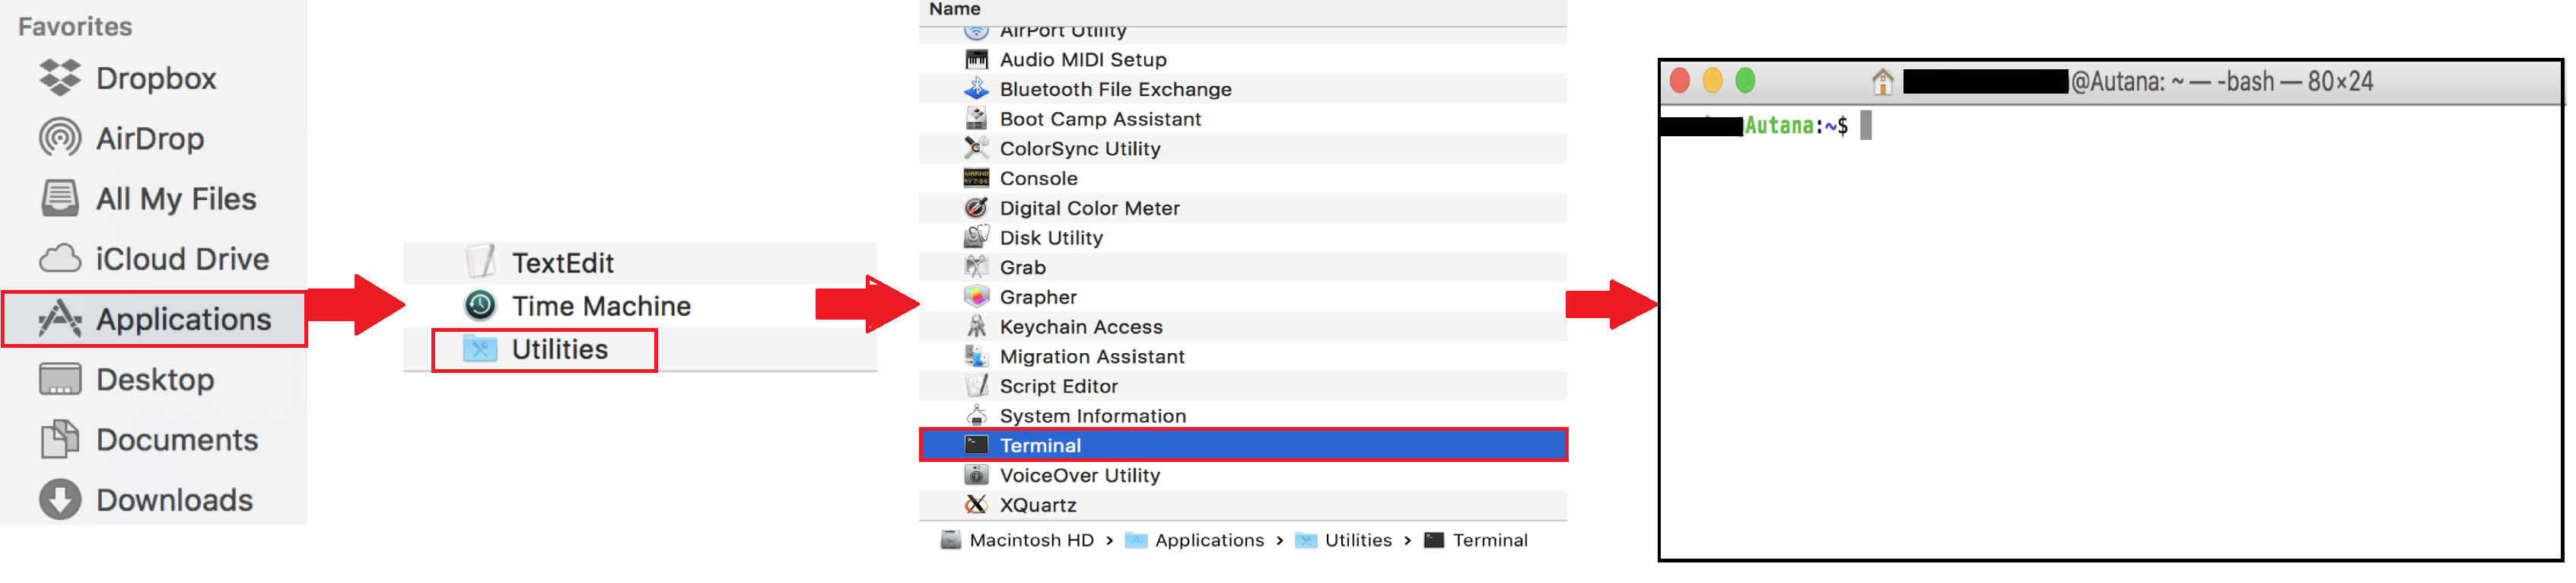 Favorites
Dropbox
AirDrop
All My Files
iCloud Drive
Applications
Desktop
Documents
Downloads
TextEdit
Time Machine
Utilities
Name
AirPort Utility
Audio MIDI Setup
Bluetooth File Exchange
Boot Camp Assistant
ColorSync Utility
Console
Digital Color Meter
Disk Utility
Grab
Grapher
Keychain Access
Migration Assistant
Script Editor
System Information
Terminal
VoiceOver Utility
XQuartz
Macintosh HD › Applications › Utilities › Terminal
@Autana: ~ — -bash — 80×24
Autana:~$